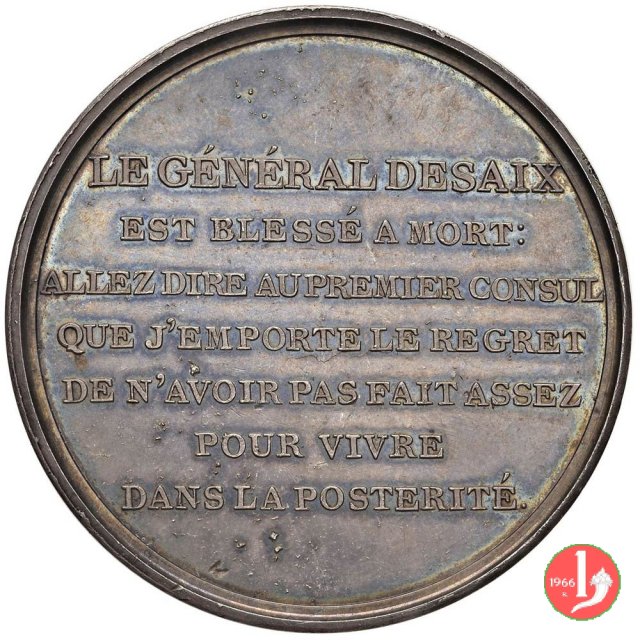 LE GÉNÉRAL DESAIX
EST BLESSÉ A MORT:
ALLEZ DIRE AU PREMIER CONSUL
QUE J'EMPORTE LE REGRET
DE N'AVOIR PAS FAIT ASSEZ
POUR VIVRE
DANS LA POSTERITÉ.
1966